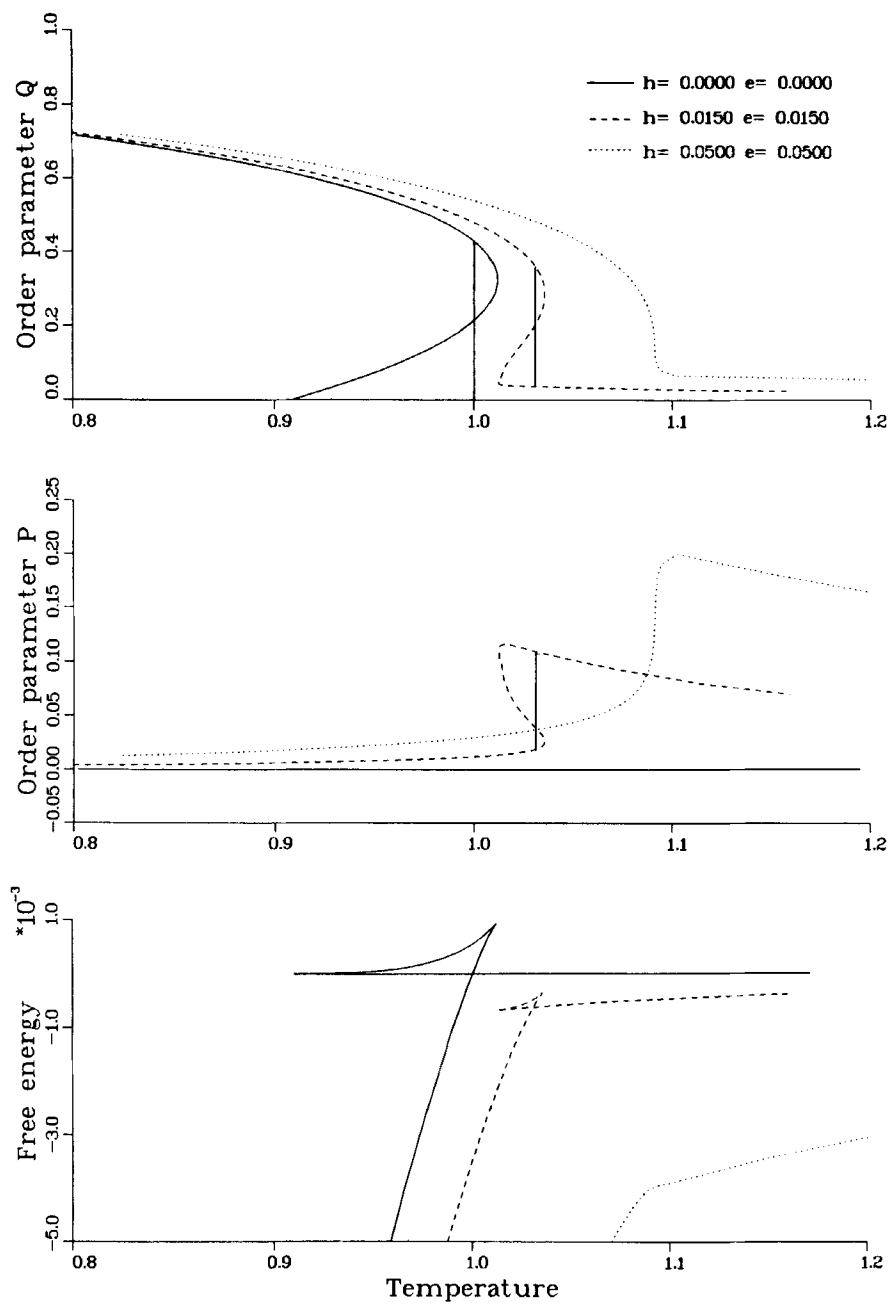 Order parameter Q
1.0
0.8
0.6
0.4
0.2
0.0
h= 0.0000 e= 0.0000
h= 0.0150 e= 0.0150
h= 0.0500 e= 0.0500
0.8 0.9 1.0 1.1 1.2
Order parameter P
0.25
0.20
0.15
0.10
0.05
0.00
-0.05
0.8 0.9 1.0 1.1 1.2
Free energy *10⁻³
1.0
-1.0
-3.0
-5.0
0.8 0.9 1.0 1.1 1.2
Temperature